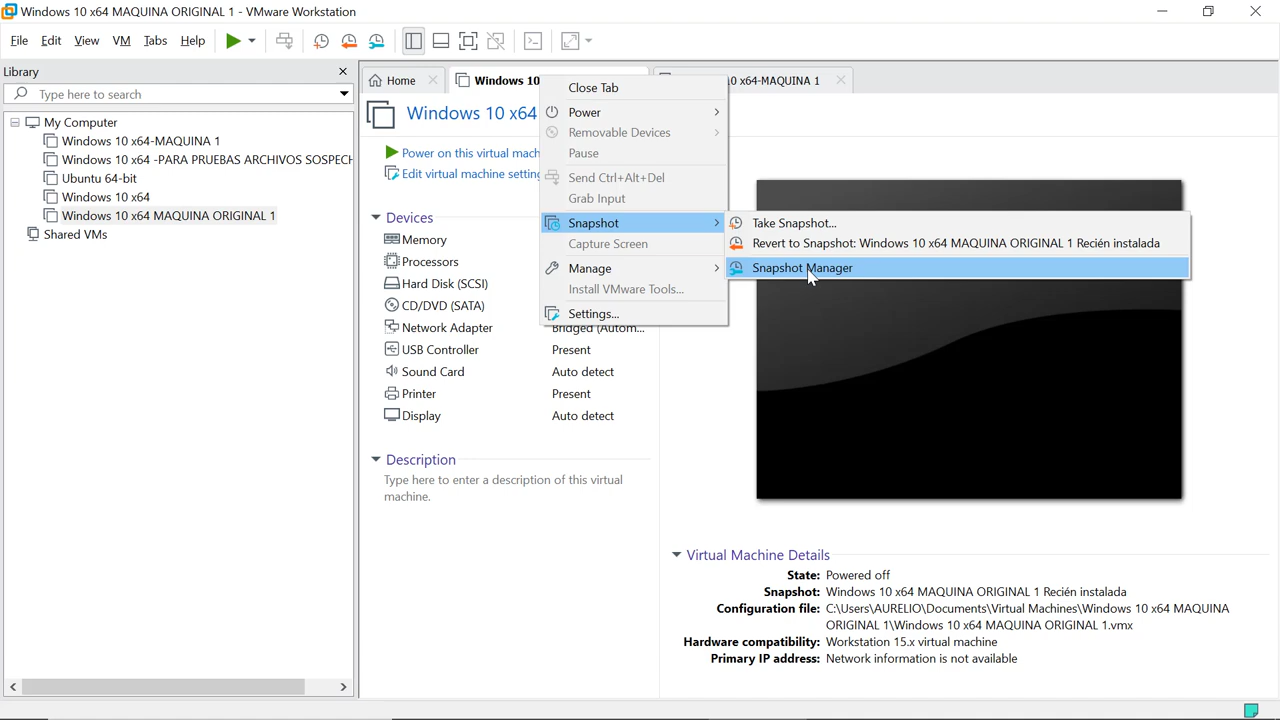 Windows 10 x64 MAQUINA ORIGINAL 1 - VMware Workstation
File Edit View VM Tabs Help
Library
Type here to search
My Computer
Windows 10 x64-MAQUINA 1
Windows 10 x64 -PARA PRUEBAS ARCHIVOS SOSPECH
Ubuntu 64-bit
Windows 10 x64
Windows 10 x64 MAQUINA ORIGINAL 1
Shared VMs
Home
Windows 10
0 x64-MAQUINA 1
Windows 10 x64
Power on this virtual mach
Edit virtual machine setting
Devices
Memory
Processors
Hard Disk (SCSI)
CD/DVD (SATA)
Network Adapter Bridged (Autom...
USB Controller Present
Sound Card Auto detect
Printer Present
Display Auto detect
Description
Type here to enter a description of this virtual
machine.
Close Tab
Power
Removable Devices
Pause
Send Ctrl+Alt+Del
Grab Input
Snapshot
Capture Screen
Manage
Install VMware Tools...
Settings...
Take Snapshot...
Revert to Snapshot: Windows 10 x64 MAQUINA ORIGINAL 1 Recién instalada
Snapshot Manager
Virtual Machine Details
State: Powered off
Snapshot: Windows 10 x64 MAQUINA ORIGINAL 1 Recién instalada
Configuration file: C:\Users\AURELIO\Documents\Virtual Machines\Windows 10 x64 MAQUINA
ORIGINAL 1\Windows 10 x64 MAQUINA ORIGINAL 1.vmx
Hardware compatibility: Workstation 15.x virtual machine
Primary IP address: Network information is not available